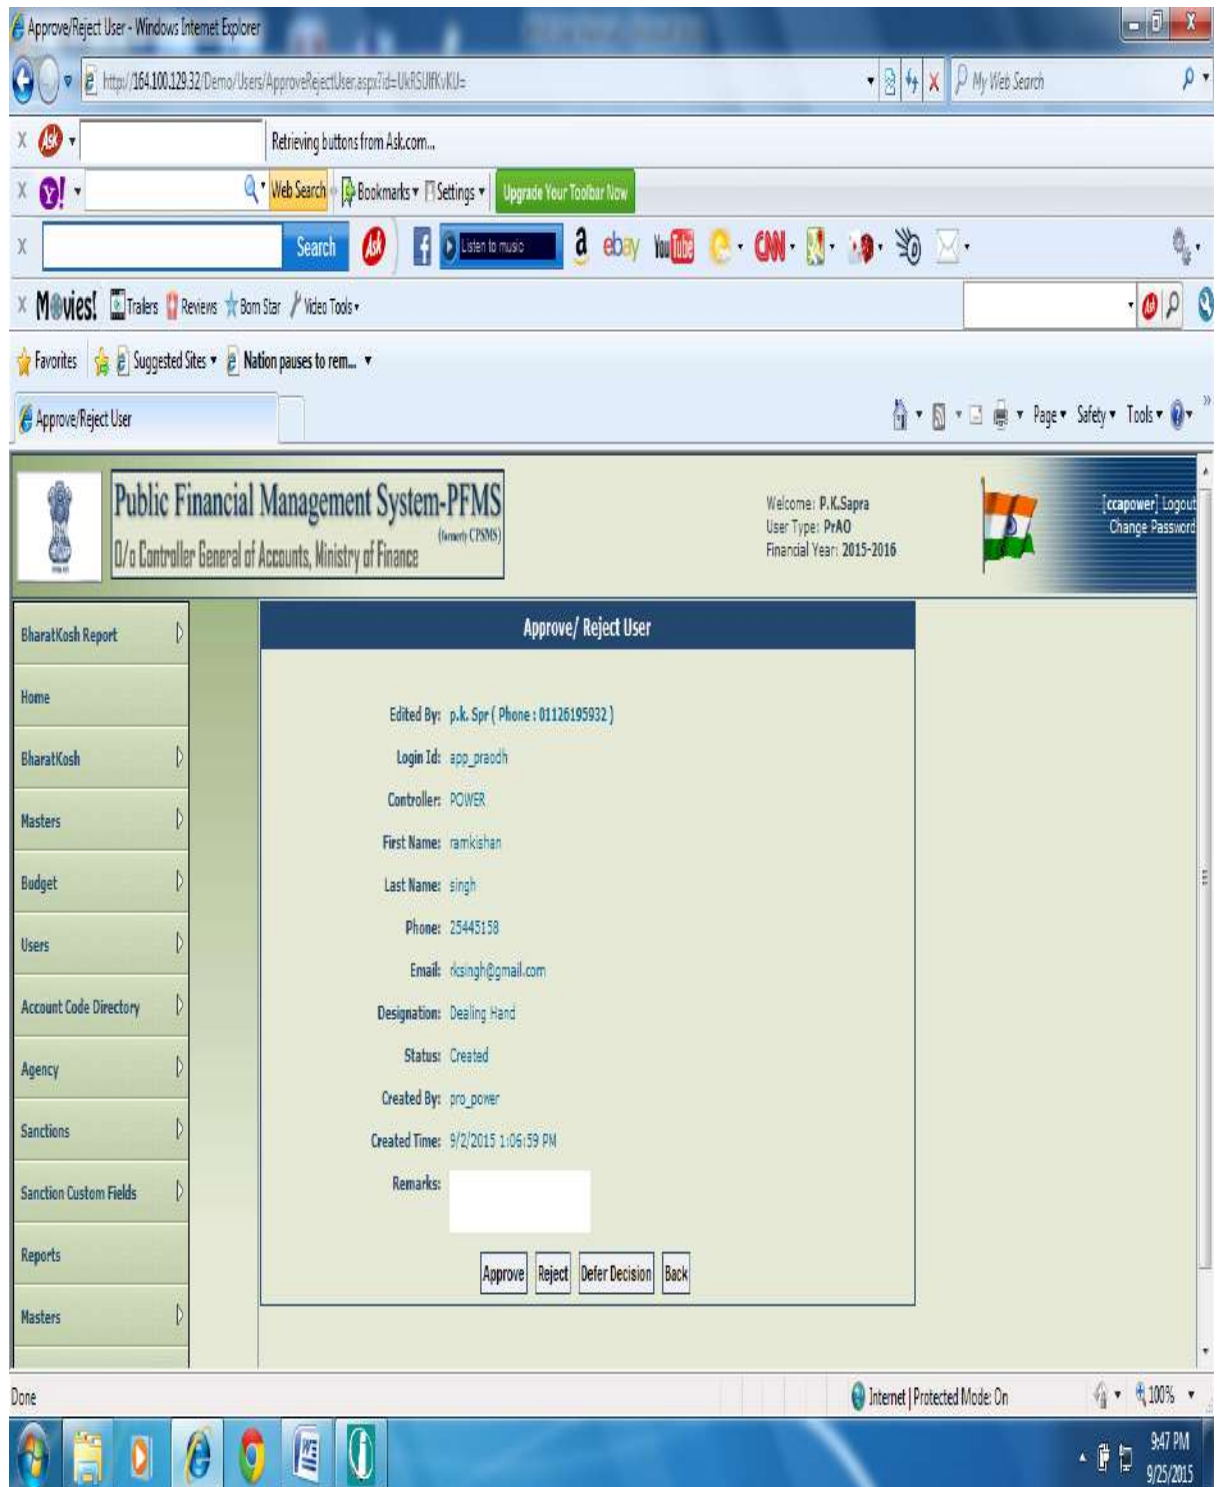 Approve/Reject User - Windows Internet Explorer
http://164.100.129.32/Demo/Users/ApproveRejectUser.aspx?id=UkRSUlfKvKU=
My Web Search
X Ask
Retrieving buttons from Ask.com...
X Y! Web Search Bookmarks Settings Upgrade Your Toolbar Now
X Search Ask f Listen to music a ebay YouTube CNN
X Movies! Trailers Reviews Born Star Video Tools Ask
Favorites Suggested Sites Nation pauses to rem...
Approve/Reject User
Page Safety Tools
Public Financial Management System-PFMS
(formerly CPSMS)
O/o Controller General of Accounts, Ministry of Finance
Welcome: P.K.Sapra
User Type: PrAO
Financial Year: 2015-2016
[ccapower] Logout
Change Password
BharatKosh Report
Home
BharatKosh
Masters
Budget
Users
Account Code Directory
Agency
Sanctions
Sanction Custom Fields
Reports
Masters
Approve/ Reject User
Edited By: p.k. Spr ( Phone : 01126195932 )
Login Id: app_praodh
Controller: POWER
First Name: ramkishan
Last Name: singh
Phone: 25445158
Email: rksingh@gmail.com
Designation: Dealing Hand
Status: Created
Created By: pro_power
Created Time: 9/2/2015 1:06:59 PM
Remarks:
Approve Reject Defer Decision Back
Done
Internet | Protected Mode: On
100%
9:47 PM
9/25/2015